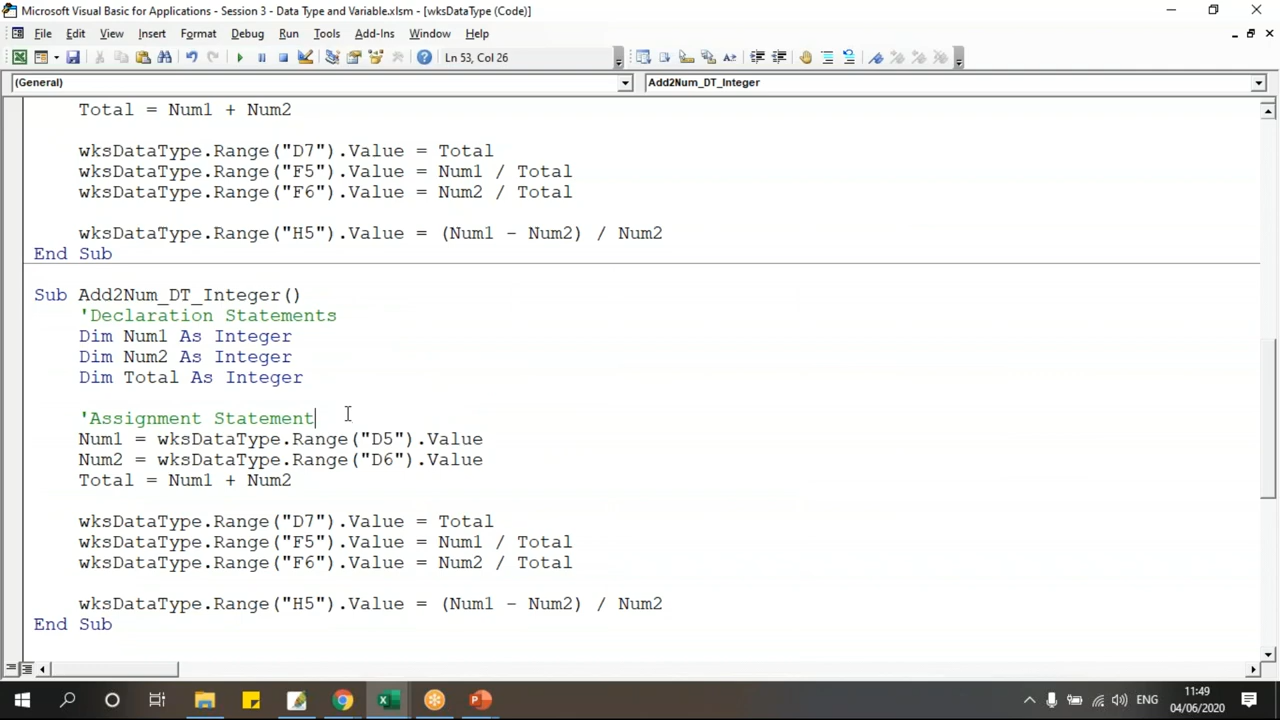 Microsoft Visual Basic for Applications - Session 3 - Data Type and Variable.xlsm - [wksDataType (Code)]
File Edit View Insert Format Debug Run Tools Add-Ins Window Help
Ln 53, Col 26
(General) Add2Num_DT_Integer
Total = Num1 + Num2
wksDataType.Range("D7").Value = Total
wksDataType.Range("F5").Value = Num1 / Total
wksDataType.Range("F6").Value = Num2 / Total
wksDataType.Range("H5").Value = (Num1 - Num2) / Num2
End Sub
Sub Add2Num_DT_Integer()
'Declaration Statements
Dim Num1 As Integer
Dim Num2 As Integer
Dim Total As Integer
'Assignment Statement
Num1 = wksDataType.Range("D5").Value
Num2 = wksDataType.Range("D6").Value
Total = Num1 + Num2
wksDataType.Range("D7").Value = Total
wksDataType.Range("F5").Value = Num1 / Total
wksDataType.Range("F6").Value = Num2 / Total
wksDataType.Range("H5").Value = (Num1 - Num2) / Num2
End Sub
ENG
11:49
04/06/2020